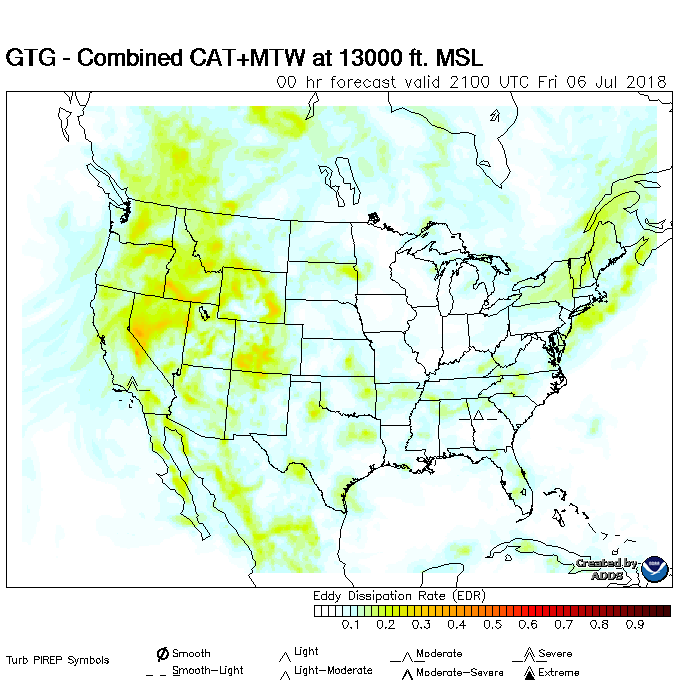 GTG - Combined CAT+MTW at 13000 ft. MSL
00 hr forecast valid 2100 UTC Fri 06 Jul 2018
Created by
ADDS
Eddy Dissipation Rate (EDR)
0.1 0.2 0.3 0.4 0.5 0.6 0.7 0.8 0.9
Turb PIREP Symbols
Smooth Light Moderate Severe
Smooth-Light Light-Moderate Moderate-Severe Extreme